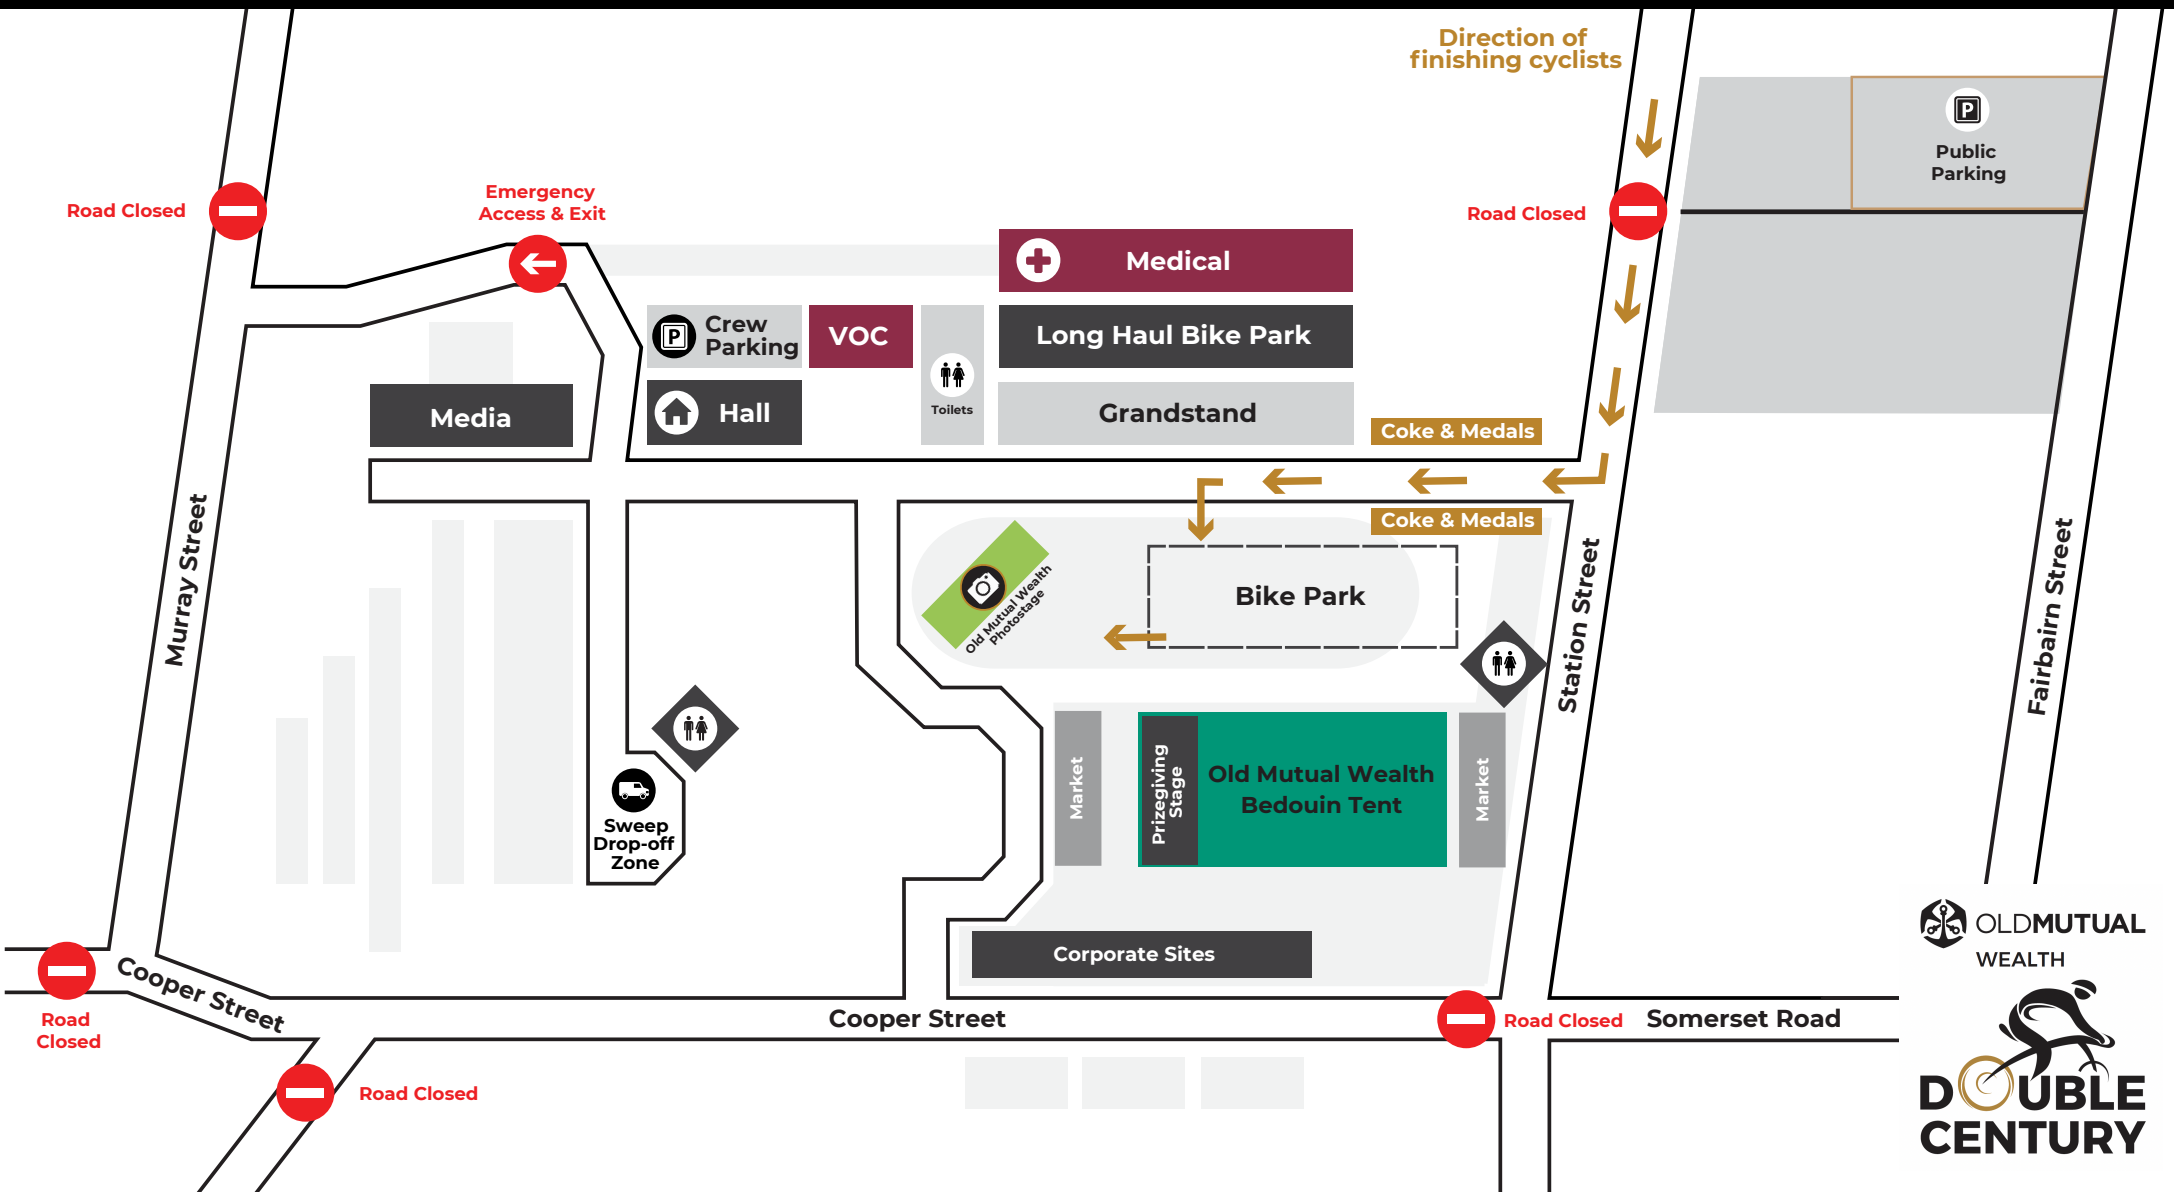 Direction of
finishing cyclists
P
Public
Parking
Road Closed
Emergency
Access & Exit
Road Closed
Medical
P
Crew
Parking
VOC
Long Haul Bike Park
Toilets
Media
Hall
Grandstand
Coke & Medals
Coke & Medals
Murray Street
Old Mutual Wealth
Photostage
Bike Park
Station Street
Fairbairn Street
Market
Prizegiving
Stage
Old Mutual Wealth
Bedouin Tent
Market
Sweep
Drop-off
Zone
Corporate Sites
Cooper Street
Road
Closed
Cooper Street
Road Closed
Somerset Road
Road Closed
OLDMUTUAL
WEALTH
DOUBLE
CENTURY